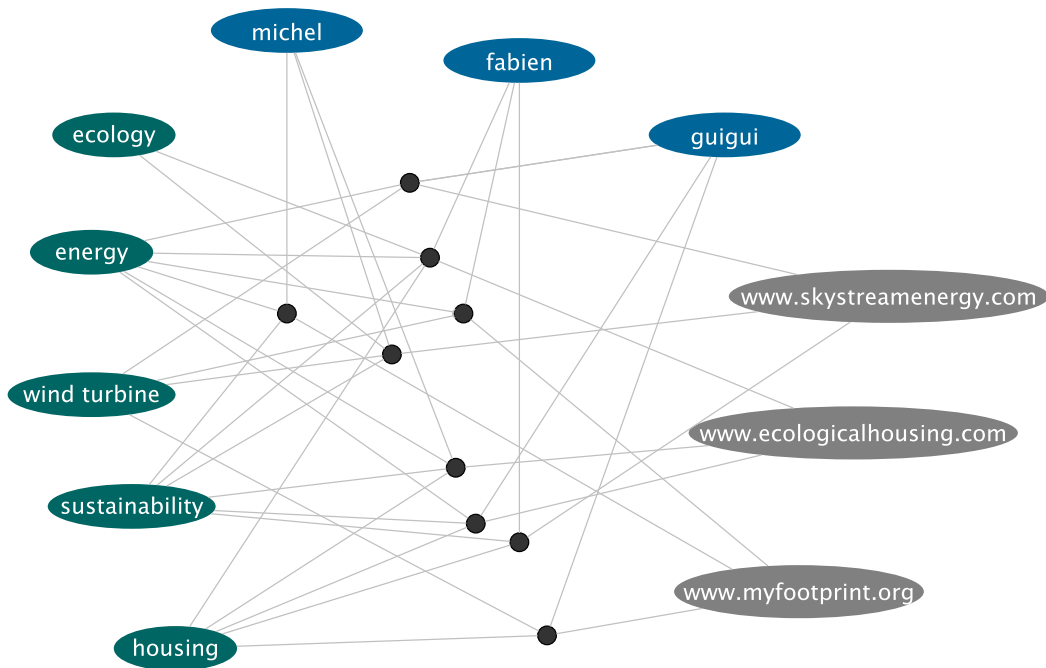 michel
fabien
ecology
guigui
energy
www.skystreamenergy.com
wind turbine
www.ecologicalhousing.com
sustainability
www.myfootprint.org
housing